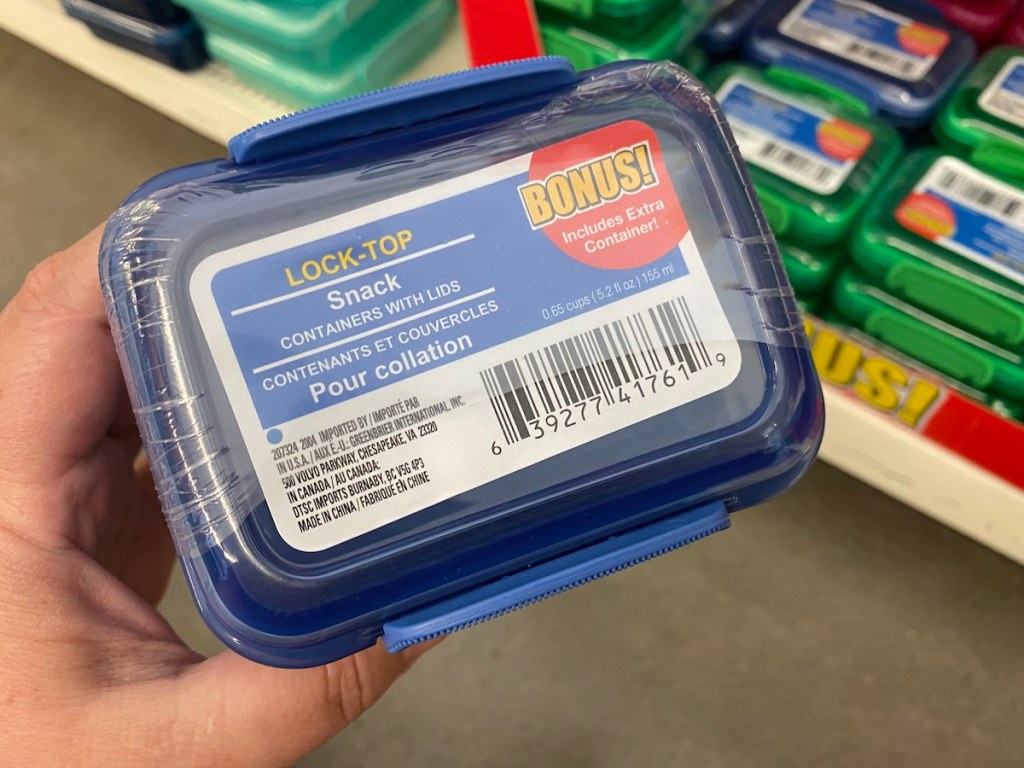 LOCK-TOP
Snack
CONTAINERS WITH LIDS
CONTENANTS ET COUVERCLES
Pour collation
BONUS!
Includes Extra
Container!
0.65 cups ( 5.2 fl oz ) 155 ml
207324 2004 IMPORTED BY / IMPORTÉ PAR
IN U.S.A. / AUX E.-U.: GREENBRIER INTERNATIONAL, INC.
500 VOLVO PARKWAY, CHESAPEAKE, VA 23320
IN CANADA / AU CANADA:
DTSC IMPORTS BURNABY, BC V5G 4P3
MADE IN CHINA / FABRIQUÉ EN CHINE
6 39277 41761 9
US!